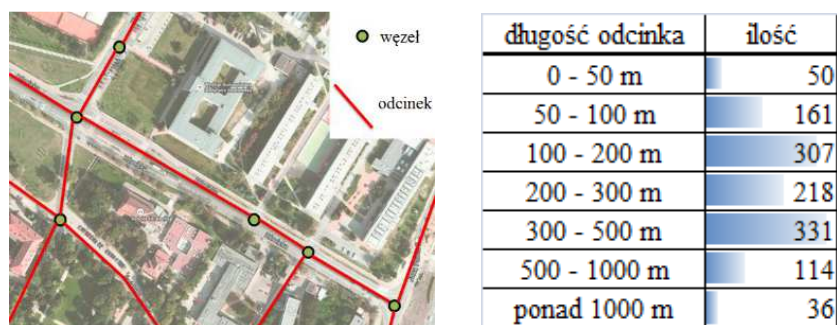 węzeł
odcinek
długość odcinka ilość
0 - 50 m 50
50 - 100 m 161
100 - 200 m 307
200 - 300 m 218
300 - 500 m 331
500 - 1000 m 114
ponad 1000 m 36